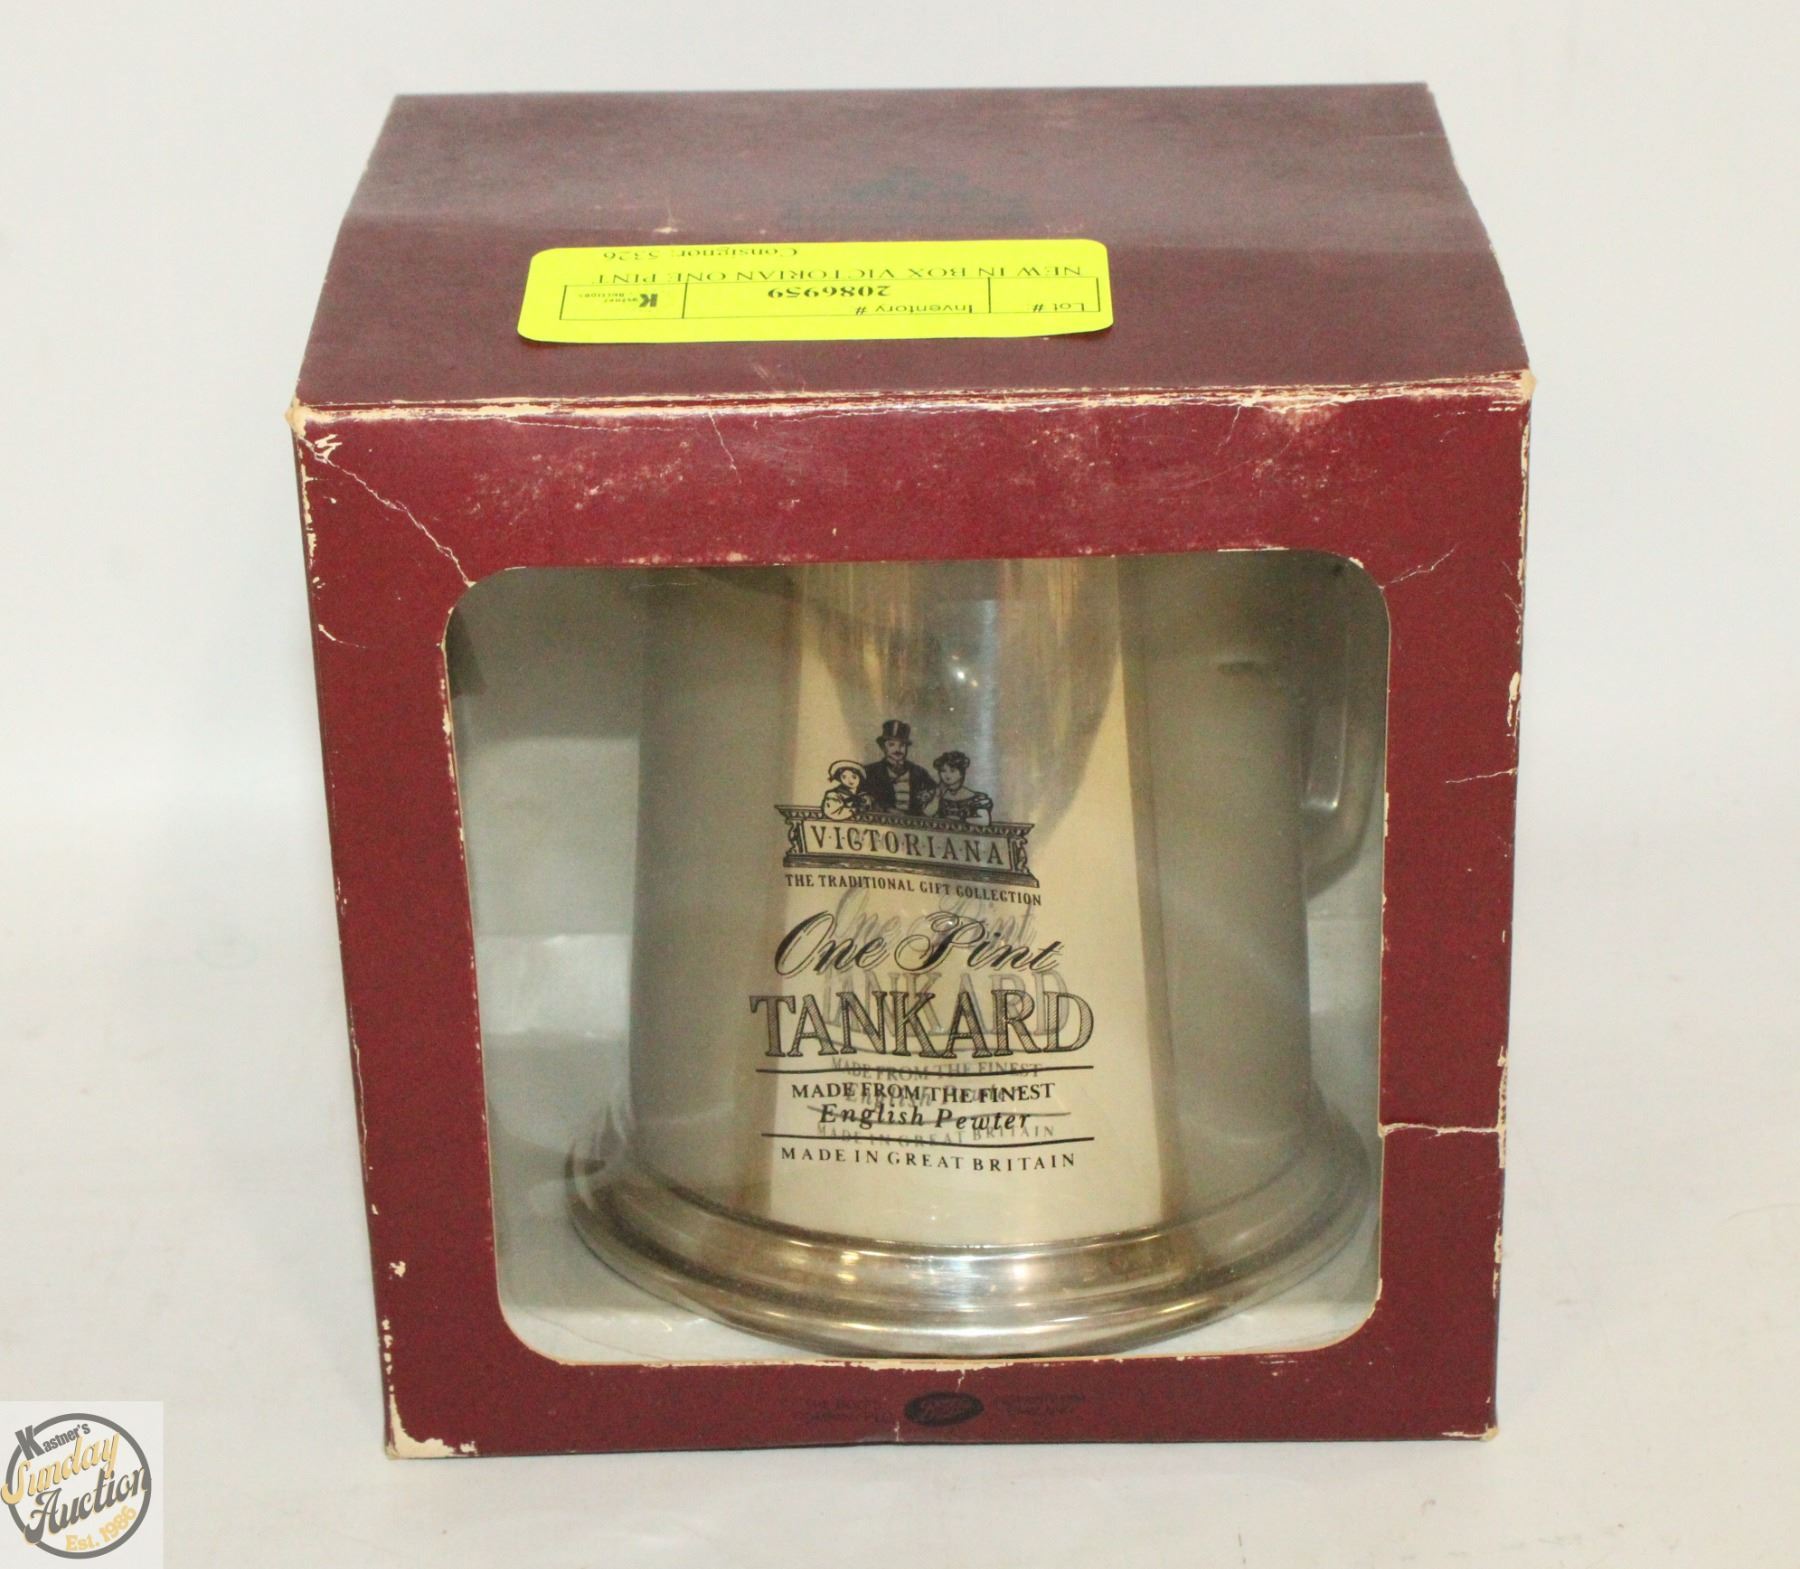 Lot #:
Inventory #
2086959
K
NEW IN BOX VICTORIAN ONE PINT
Consignor: 5326
V·I·C·T·O·R·I·A·N·A
THE TRADITIONAL GIFT COLLECTION
One Pint
TANKARD
MADE FROM THE FINEST
English Pewter
MADE IN GREAT BRITAIN
Boots
Kastner's
Sunday
Auction
Est. 1986